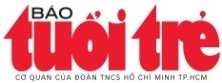 BÁO
tuổi trẻ
CƠ QUAN CỦA ĐOÀN TNCS HỒ CHÍ MINH TP.HCM